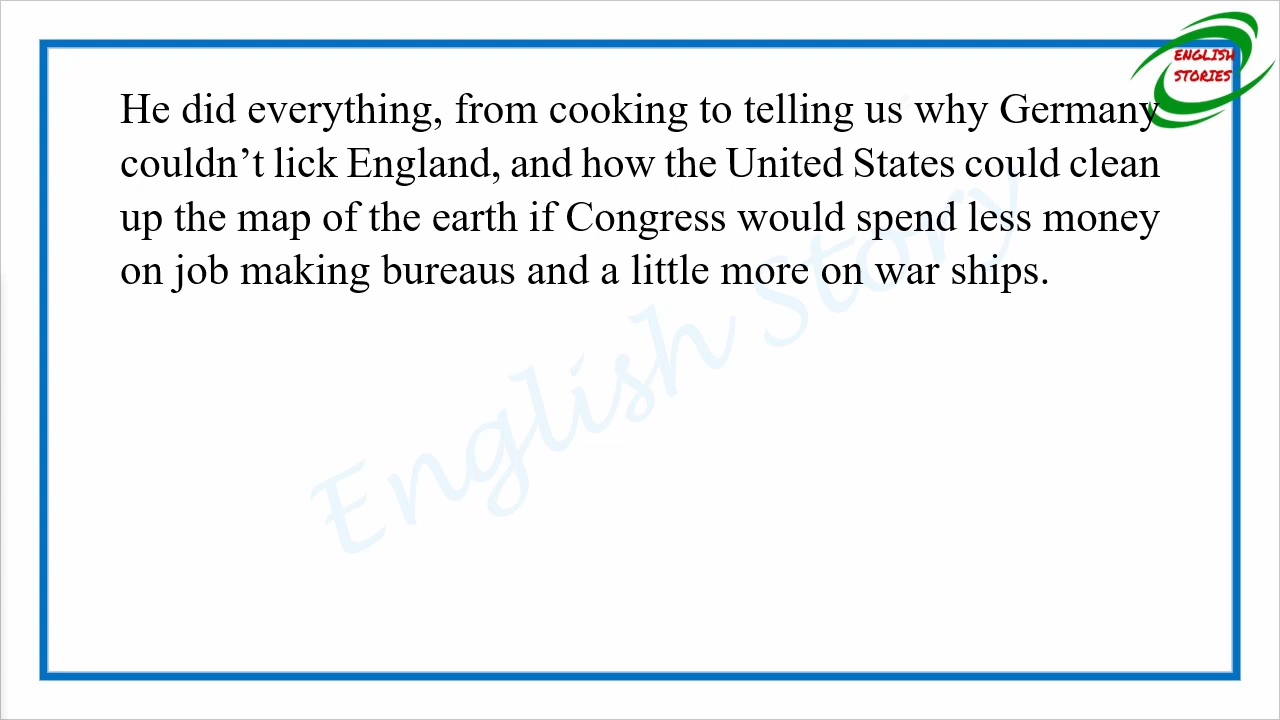 ENGLISH
STORIES
He did everything, from cooking to telling us why Germany
couldn’t lick England, and how the United States could clean
up the map of the earth if Congress would spend less money
on job making bureaus and a little more on war ships.
English Story